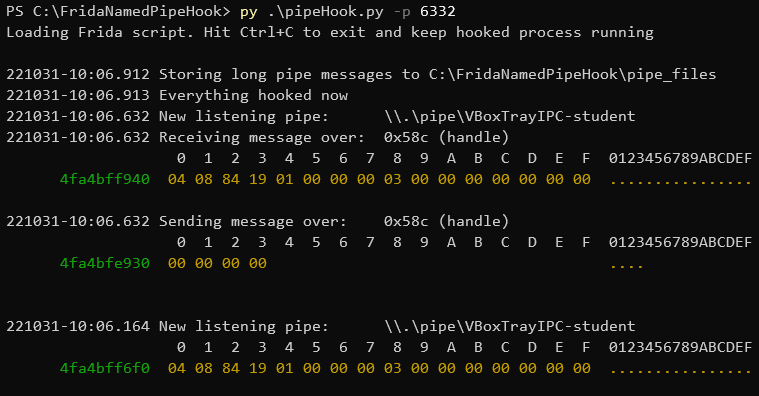 PS C:\FridaNamedPipeHook> py .\pipeHook.py -p 6332
Loading Frida script. Hit Ctrl+C to exit and keep hooked process running
221031-10:06.912 Storing long pipe messages to C:\FridaNamedPipeHook\pipe_files
221031-10:06.913 Everything hooked now
221031-10:06.632 New listening pipe: \\.\pipe\VBoxTrayIPC-student
221031-10:06.632 Receiving message over: 0x58c (handle)
0 1 2 3 4 5 6 7 8 9 A B C D E F 0123456789ABCDEF
4fa4bff940 04 08 84 19 01 00 00 00 03 00 00 00 00 00 00 00 ................
221031-10:06.632 Sending message over: 0x58c (handle)
0 1 2 3 4 5 6 7 8 9 A B C D E F 0123456789ABCDEF
4fa4bfe930 00 00 00 00 ....
221031-10:06.164 New listening pipe: \\.\pipe\VBoxTrayIPC-student
0 1 2 3 4 5 6 7 8 9 A B C D E F 0123456789ABCDEF
4fa4bff6f0 04 08 84 19 01 00 00 00 03 00 00 00 00 00 00 00 ................